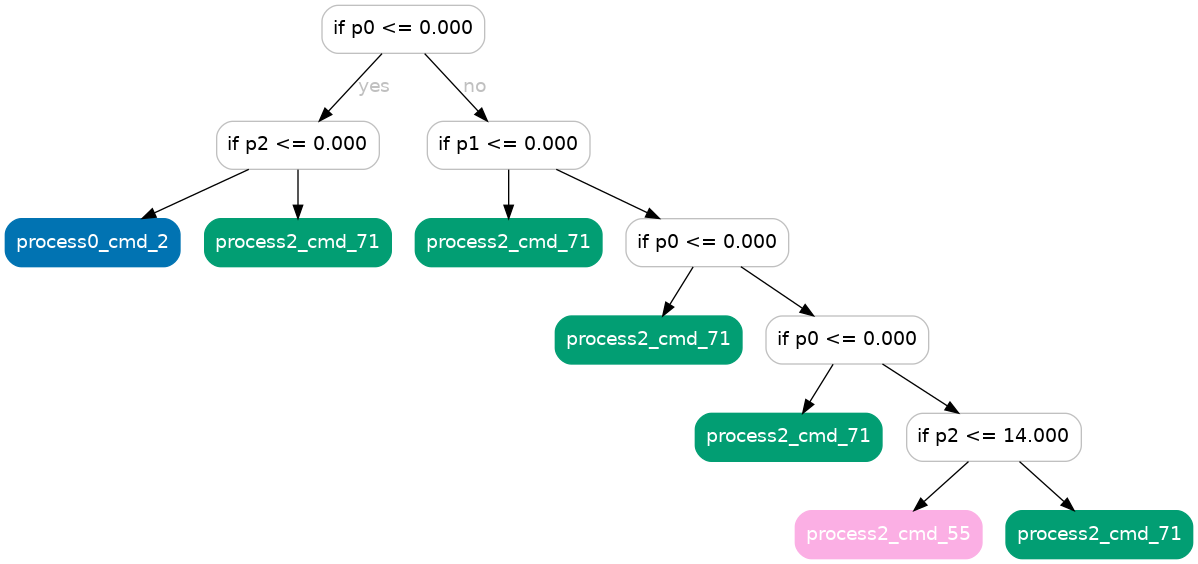 if p0 <= 0.000
yes
no
if p2 <= 0.000
if p1 <= 0.000
process0_cmd_2
process2_cmd_71
process2_cmd_71
if p0 <= 0.000
process2_cmd_71
if p0 <= 0.000
process2_cmd_71
if p2 <= 14.000
process2_cmd_55
process2_cmd_71